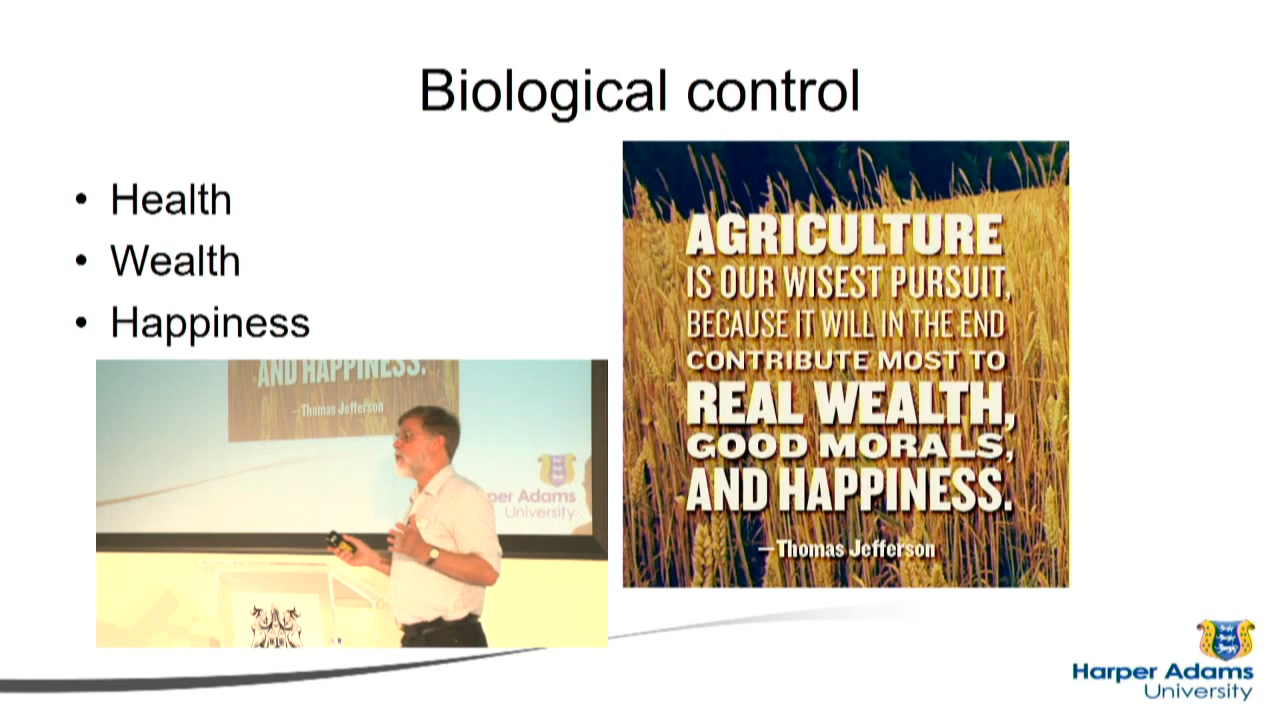 Biological control
• Health
• Wealth
• Happiness
AGRICULTURE
IS OUR WISEST PURSUIT,
BECAUSE IT WILL IN THE END
CONTRIBUTE MOST TO
REAL WEALTH,
GOOD MORALS,
AND HAPPINESS.
—Thomas Jefferson
AND HAPPINESS.
—Thomas Jefferson
per Adams
University
Harper Adams
University